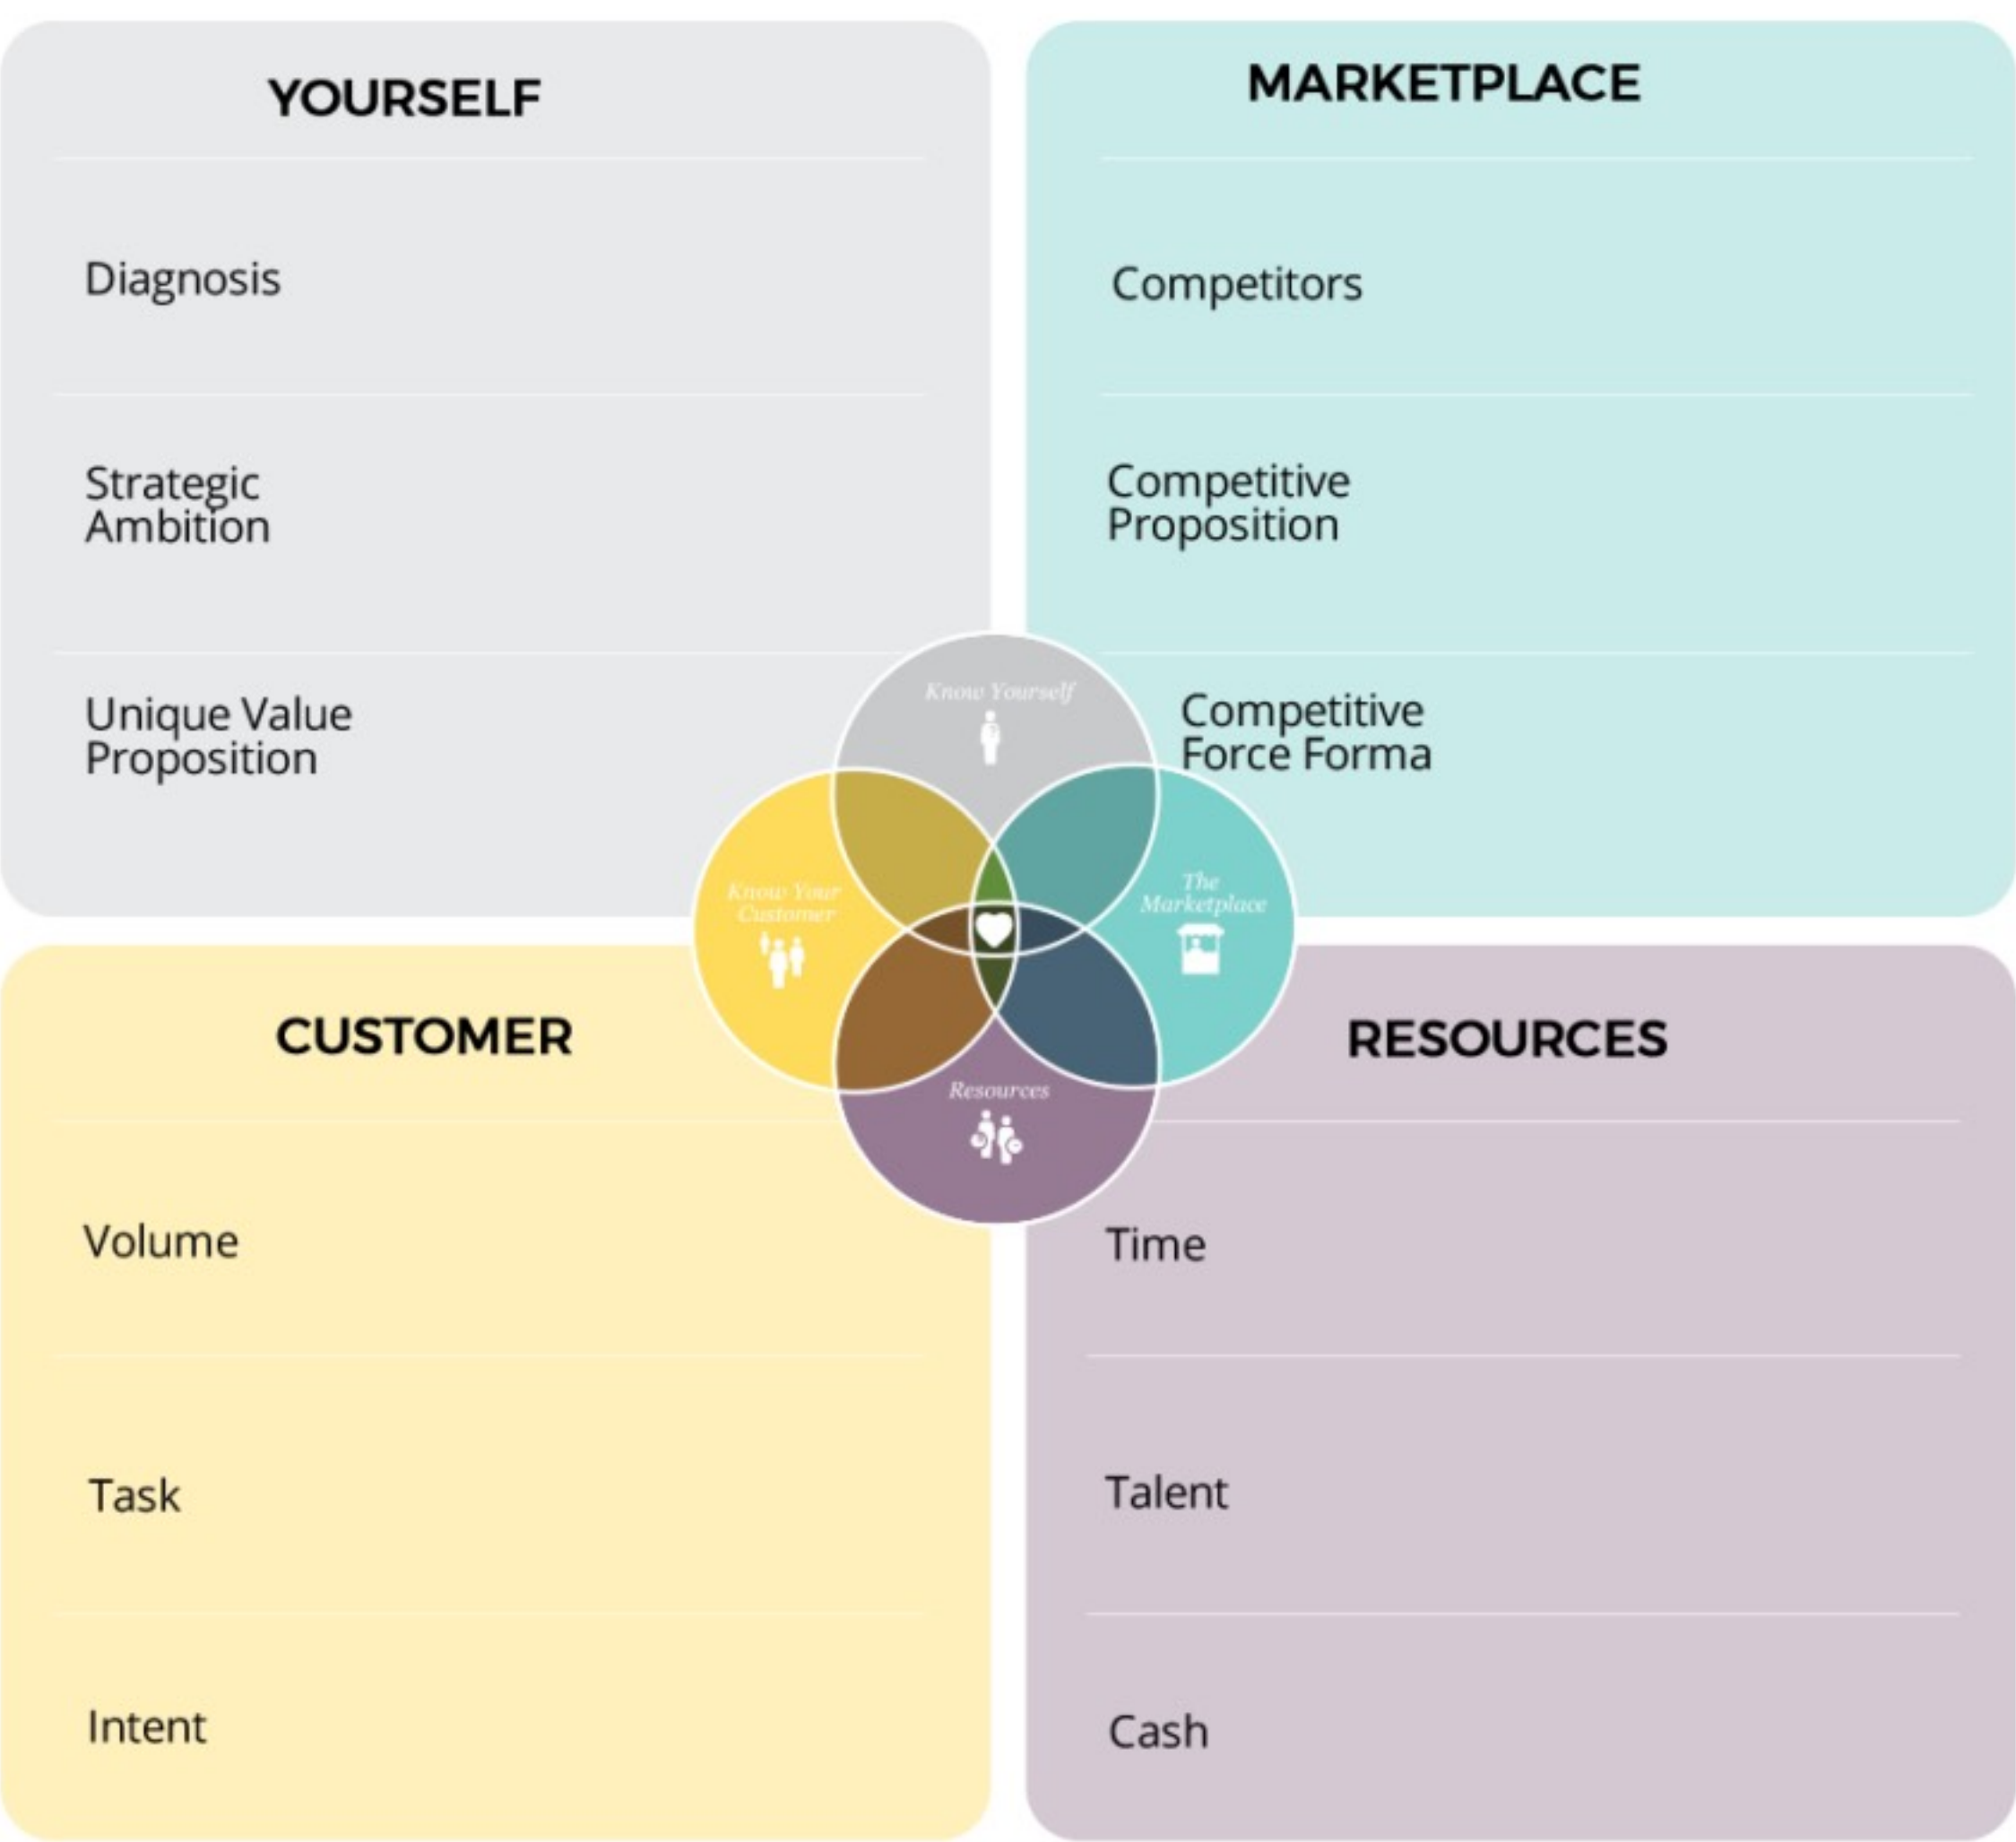 YOURSELF
Diagnosis
Strategic
Ambition
Unique Value
Proposition
MARKETPLACE
Competitors
Competitive
Proposition
Competitive
Force Forma
Know Yourself
Know Your
Customer
The
Marketplace
Resources
CUSTOMER
Volume
Task
Intent
RESOURCES
Time
Talent
Cash